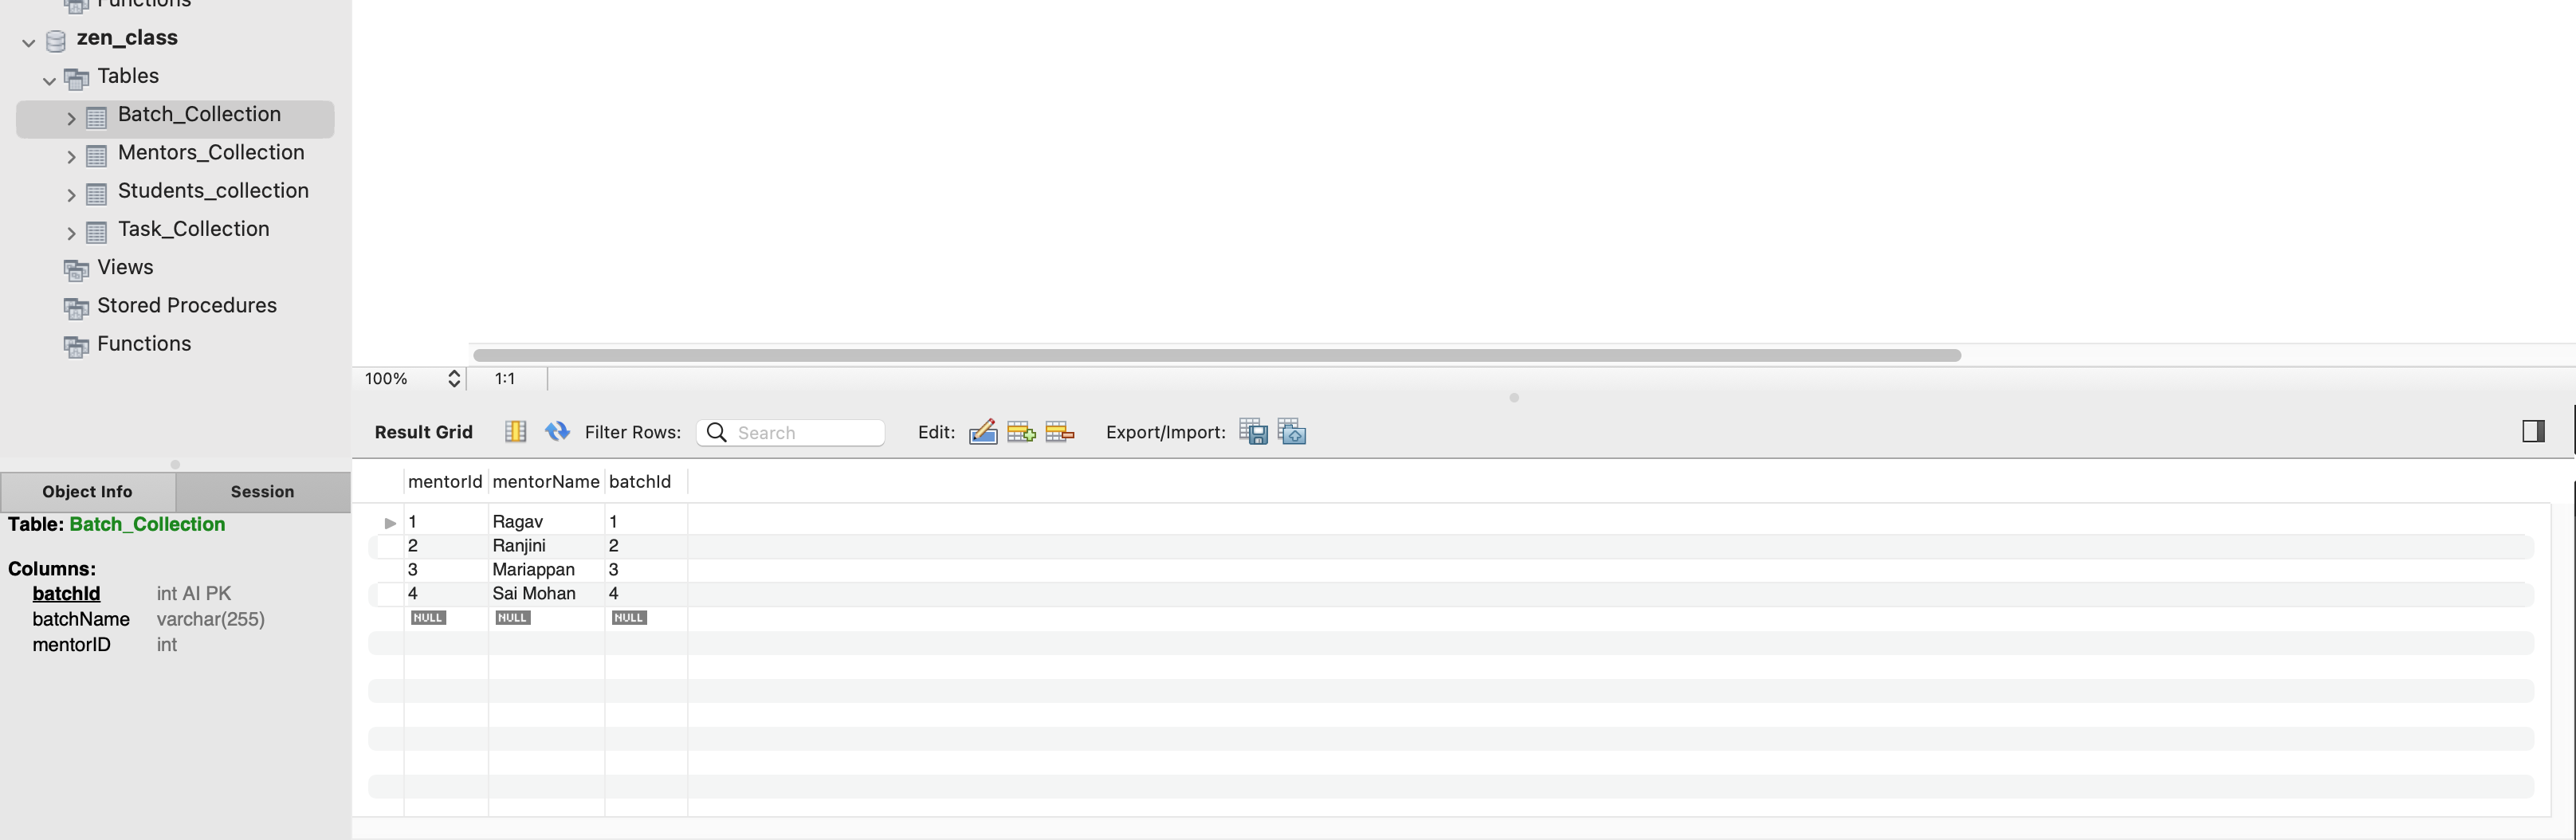 Functions
zen_class
Tables
Batch_Collection
Mentors_Collection
Students_collection
Task_Collection
Views
Stored Procedures
Functions
100% 1:1
Result Grid Filter Rows: Search Edit: Export/Import:
Object Info Session
Table: Batch_Collection
Columns:
batchId int AI PK
batchName varchar(255)
mentorID int
mentorId mentorName batchId
1 Ragav 1
2 Ranjini 2
3 Mariappan 3
4 Sai Mohan 4
NULL NULL NULL